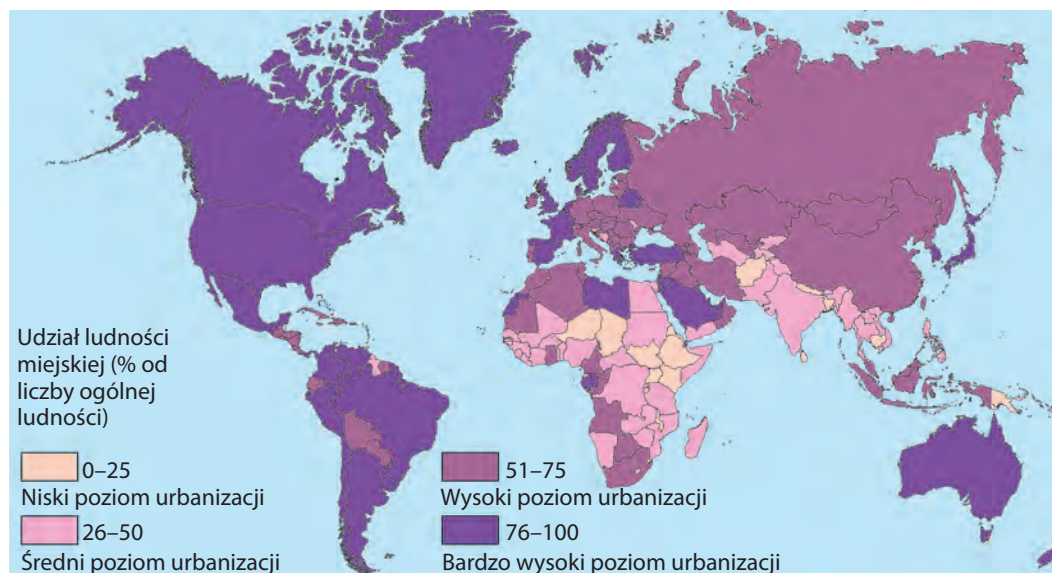 Udział ludności
miejskiej (% od
liczby ogólnej
ludności)
0–25
Niski poziom urbanizacji
26–50
Średni poziom urbanizacji
51–75
Wysoki poziom urbanizacji
76–100
Bardzo wysoki poziom urbanizacji